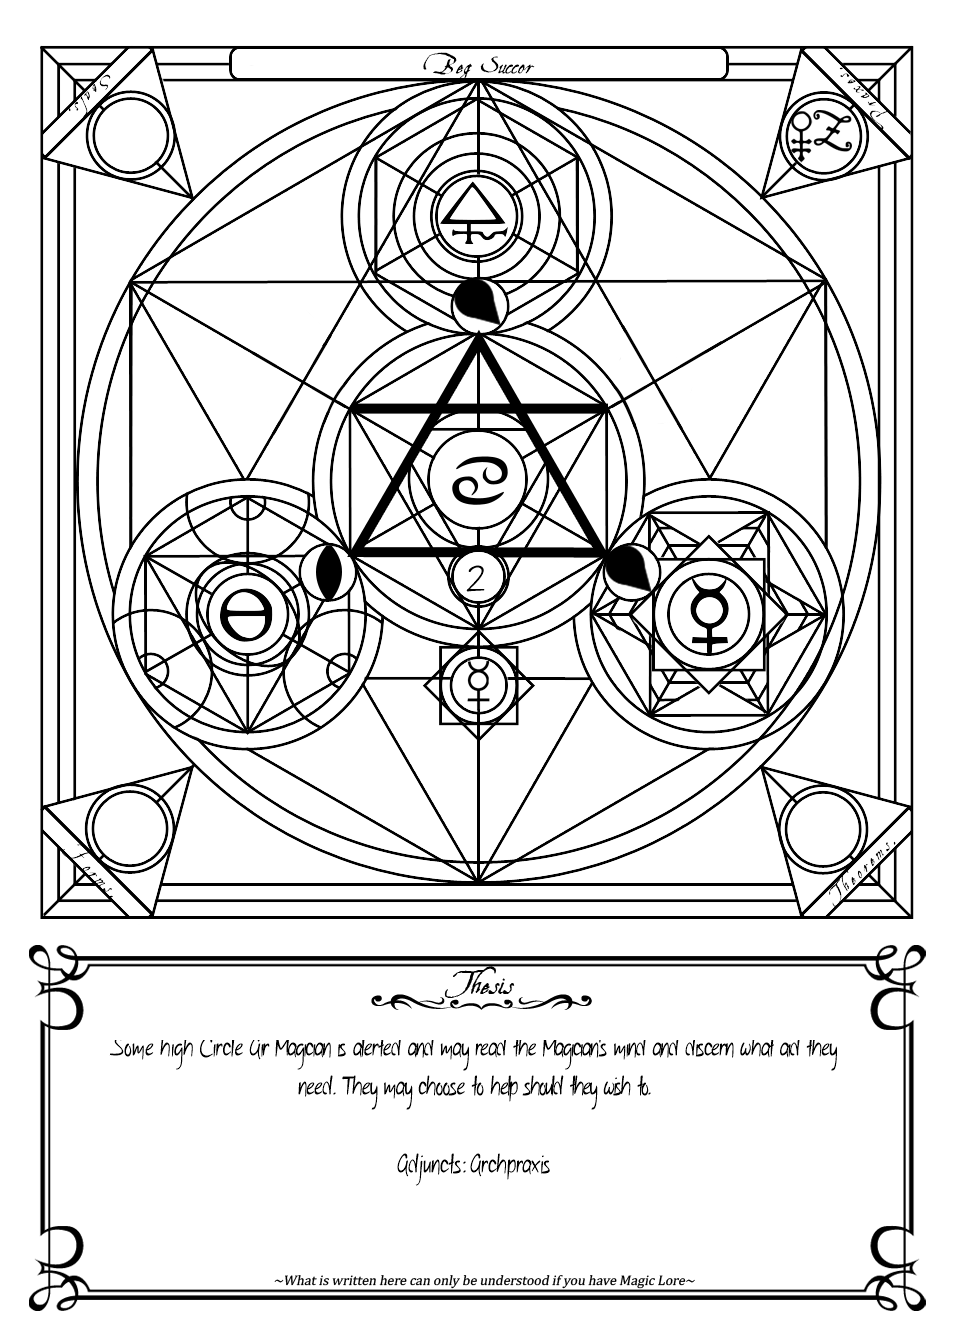 Beg Succor
Seals.
Praxes.
2
Forms.
Theorems.
Thesis
Some high Circle Air Magician is alerted and may read the Magician's mind and discern what aid they
need. They may choose to help should they wish to.
Adjuncts: Archpraxis
~What is written here can only be understood if you have Magic Lore~